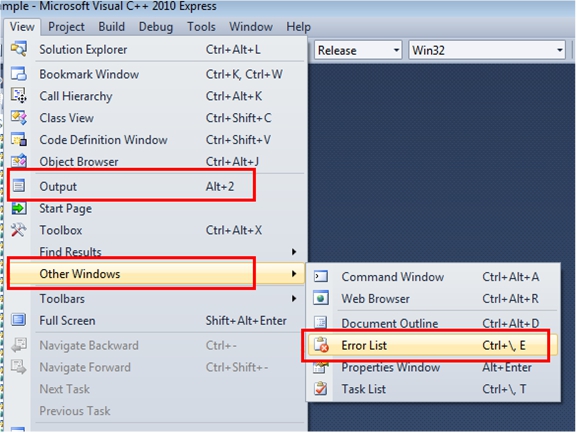 mple - Microsoft Visual C++ 2010 Express
View Project Build Debug Tools Window Help
Release Win32
Solution Explorer Ctrl+Alt+L
Bookmark Window Ctrl+K, Ctrl+W
Call Hierarchy Ctrl+Alt+K
Class View Ctrl+Shift+C
Code Definition Window Ctrl+Shift+V
Object Browser Ctrl+Alt+J
Output Alt+2
Start Page
Toolbox Ctrl+Alt+X
Find Results
Other Windows
Toolbars
Full Screen Shift+Alt+Enter
Navigate Backward Ctrl+-
Navigate Forward Ctrl+Shift+-
Next Task
Previous Task
Command Window Ctrl+Alt+A
Web Browser Ctrl+Alt+R
Document Outline Ctrl+Alt+D
Error List Ctrl+\, E
Properties Window Alt+Enter
Task List Ctrl+\, T